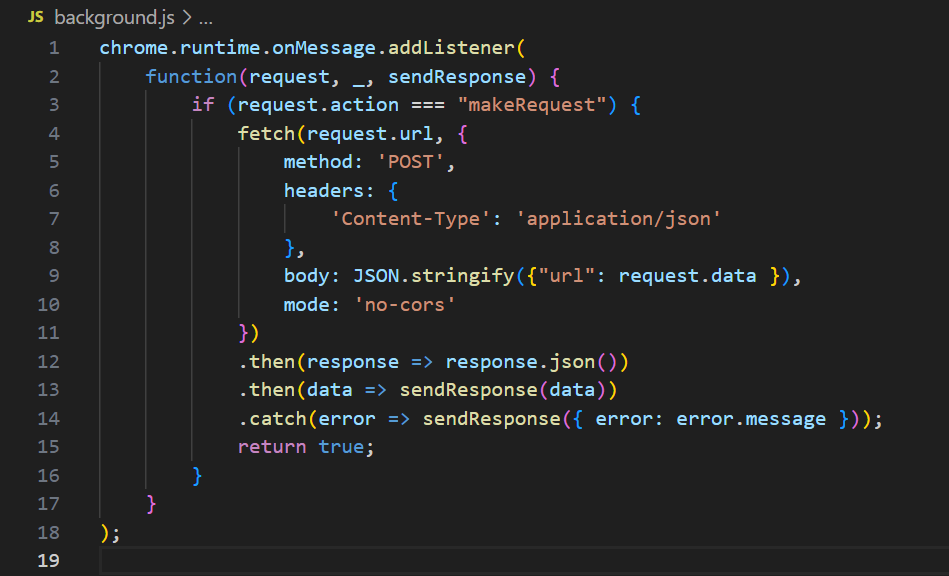 JS background.js > ...
1 chrome.runtime.onMessage.addListener(
2     function(request, _, sendResponse) {
3         if (request.action === "makeRequest") {
4             fetch(request.url, {
5                 method: 'POST',
6                 headers: {
7                     'Content-Type': 'application/json'
8                 },
9                 body: JSON.stringify({"url": request.data }),
10                 mode: 'no-cors'
11             })
12             .then(response => response.json())
13             .then(data => sendResponse(data))
14             .catch(error => sendResponse({ error: error.message }));
15             return true;
16         }
17     }
18 );
19